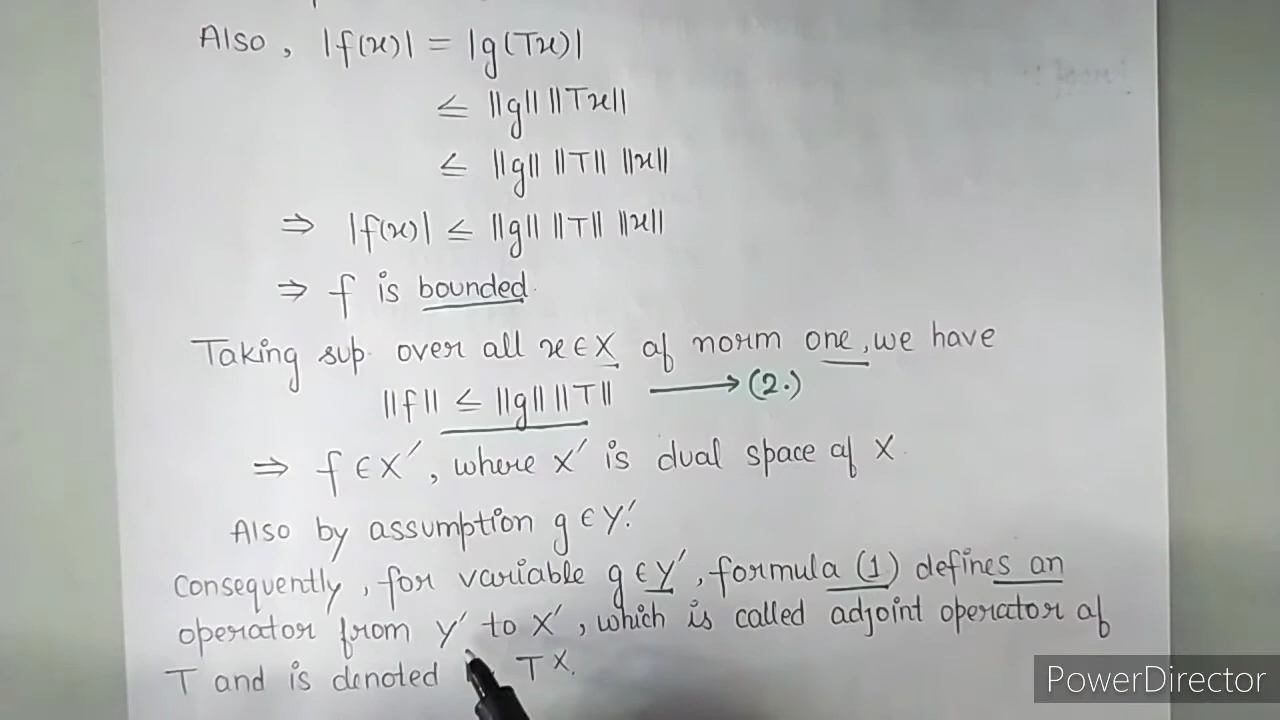 Also, |f(x)| = |g(Tx)|
≤ ||g|| ||Tx||
≤ ||g|| ||T|| ||x||
⇒ |f(x)| ≤ ||g|| ||T|| ||x||
⇒ f is bounded.
Taking sup. over all x ∈ X of norm one, we have
||f|| ≤ ||g|| ||T|| ⟶ (2.)
⇒ f ∈ X′, where X′ is dual space of X.
Also by assumption g ∈ Y′.
Consequently, for variable g ∈ Y′, formula (1) defines an
operator from Y′ to X′, which is called adjoint operator of
T and is denoted T×.
PowerDirector